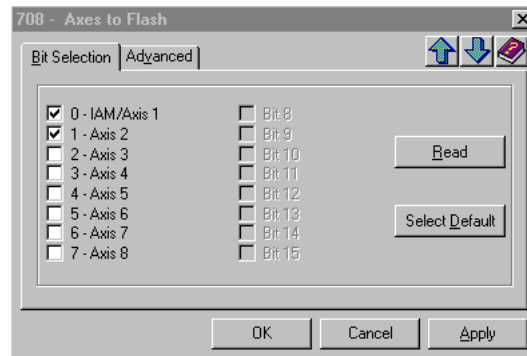 708 - Axes to Flash
Bit Selection
Advanced
0 - IAM/Axis 1
1 - Axis 2
2 - Axis 3
3 - Axis 4
4 - Axis 5
5 - Axis 6
6 - Axis 7
7 - Axis 8
Bit 8
Bit 9
Bit 10
Bit 11
Bit 12
Bit 13
Bit 14
Bit 15
Read
Select Default
OK
Cancel
Apply